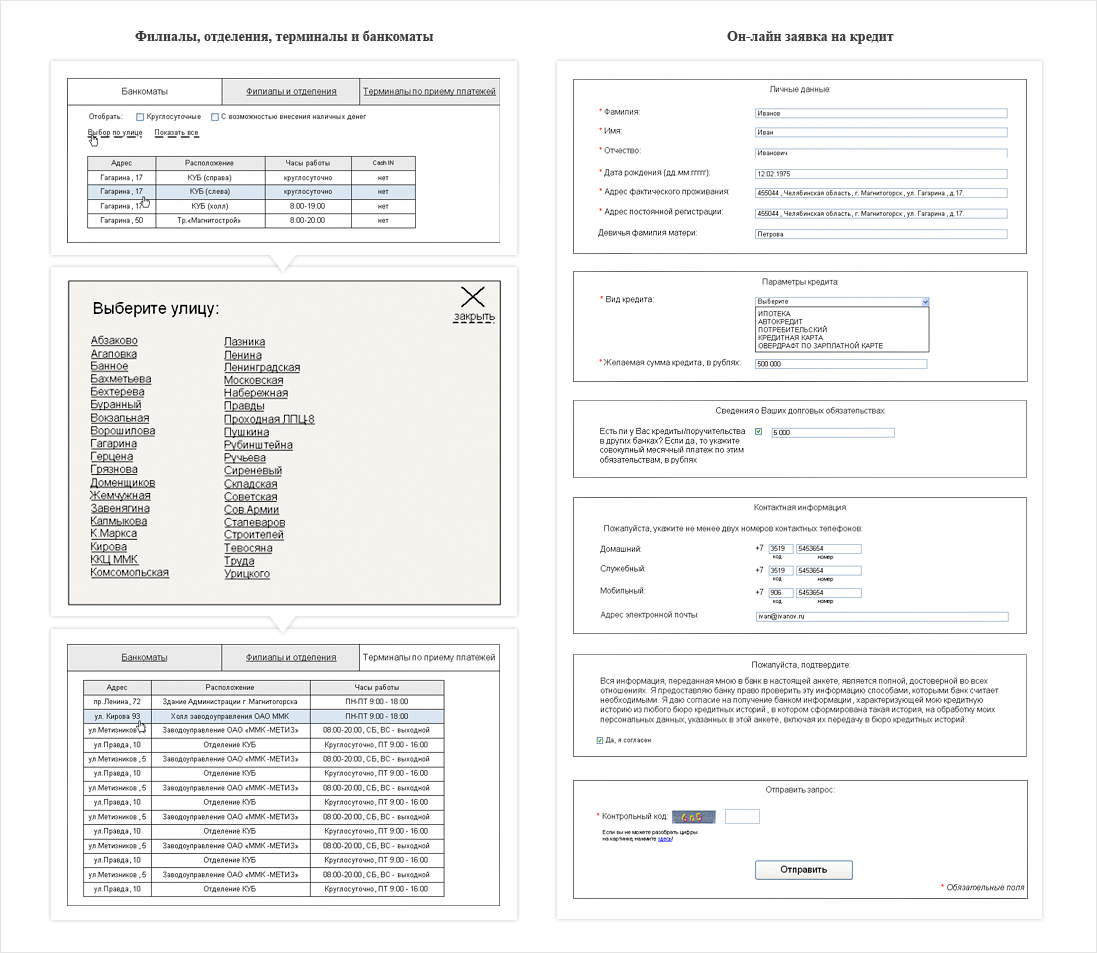 Филиалы, отделения, терминалы и банкоматы
Банкоматы Филиалы и отделения Терминалы по приему платежей
Отобрать: Круглосуточные С возможностью внесения наличных денег
Выбор по улице Показать все
Адрес Расположение Часы работы Cash IN
Гагарина , 17 КУБ (справа) круглосуточно нет
Гагарина , 17 КУБ (слева) круглосуточно нет
Гагарина , 17 КУБ (холл) 8:00-19:00 нет
Гагарина , 50 Тр.«Магнитострой» 8:00-20:00 нет
Выберите улицу:
закрыть
Абзаково
Агаповка
Банное
Бахметьева
Бехтерева
Буранный
Вокзальная
Ворошилова
Гагарина
Герцена
Грязнова
Доменщиков
Жемчужная
Завенягина
Калмыкова
К.Маркса
Кирова
ККЦ ММК
Комсомольская
Лазника
Ленина
Ленинградская
Московская
Набережная
Правды
Проходная ЛПЦ-8
Пушкина
Рубинштейна
Ручьева
Сиреневый
Складская
Советская
Сов.Армии
Сталеваров
Строителей
Тевосяна
Труда
Урицкого
Банкоматы Филиалы и отделения Терминалы по приему платежей
Адрес Расположение Часы работы
пр.Ленина , 72 Здание Администрации г.Магнитогорска ПН-ПТ 9:00 - 18:00
ул. Кирова 93 Холл заводоуправления ОАО ММК ПН-ПТ 9:00 - 18:00
ул.Метизников Заводоуправление ОАО «ММК -МЕТИЗ» 08:00-20:00, СБ, ВС - выходной
ул.Правда, 10 Отделение КУБ Круглосуточно, ПТ 9:00 - 16:00
ул.Метизников , 5 Заводоуправление ОАО «ММК -МЕТИЗ» 08:00-20:00, СБ, ВС - выходной
ул.Правда, 10 Отделение КУБ Круглосуточно, ПТ 9:00 - 16:00
ул.Метизников , 5 Заводоуправление ОАО «ММК -МЕТИЗ» 08:00-20:00, СБ, ВС - выходной
ул.Правда, 10 Отделение КУБ Круглосуточно, ПТ 9:00 - 16:00
ул.Метизников , 5 Заводоуправление ОАО «ММК -МЕТИЗ» 08:00-20:00, СБ, ВС - выходной
ул.Правда, 10 Отделение КУБ Круглосуточно, ПТ 9:00 - 16:00
ул.Метизников , 5 Заводоуправление ОАО «ММК -МЕТИЗ» 08:00-20:00, СБ, ВС - выходной
ул.Правда, 10 Отделение КУБ Круглосуточно, ПТ 9:00 - 16:00
ул.Метизников , 5 Заводоуправление ОАО «ММК -МЕТИЗ» 08:00-20:00, СБ, ВС - выходной
ул.Правда, 10 Отделение КУБ Круглосуточно, ПТ 9:00 - 16:00
Он-лайн заявка на кредит
Личные данные:
* Фамилия: Иванов
* Имя: Иван
* Отчество: Иванович
* Дата рождения (дд.мм.гггг): 12.02.1975
* Адрес фактического проживания: 455044 , Челябинская область , г. Магнитогорск , ул. Гагарина , д.17.
* Адрес постоянной регистрации: 455044 , Челябинская область , г. Магнитогорск , ул. Гагарина , д.17.
Девичья фамилия матери: Петрова
Параметры кредита:
* Вид кредита: Выберите
ИПОТЕКА
АВТОКРЕДИТ
ПОТРЕБИТЕЛЬСКИЙ
КРЕДИТНАЯ КАРТА
ОВЕРДРАФТ ПО ЗАРПЛАТНОЙ КАРТЕ
* Желаемая сумма кредита, в рублях: 500 000
Сведения о Ваших долговых обязательствах:
Есть ли у Вас кредиты/поручительства 5 000
в других банках? Если да, то укажите
совокупный месячный платеж по этим
обязательствам, в рублях
Контактная информация:
Пожалуйста, укажите не менее двух номеров контактных телефонов:
Домашний: +7 3519 5453654
код номер
Служебный: +7 3519 5453654
код номер
Мобильный: +7 906 5453654
код номер
Адрес электронной почты: ivan@ivanov.ru
Пожалуйста, подтвердите:
Вся информация, переданная мною в банк в настоящей анкете, является полной, достоверной во всех
отношениях. Я предоставляю банку право проверить эту информацию способами, которыми банк считает
необходимыми. Я даю согласие на получение банком информации , характеризующей мою кредитную
историю из любого бюро кредитных историй , в котором сформирована такая история, на обработку моих
персональных данных, указанных в этой анкете, включая их передачу в бюро кредитных историй.
Да, я согласен
Отправить запрос:
* Контрольный код:
Если вы не можете разобрать цифры
на картинке, нажмите здесь!
Отправить
* Обязательные поля